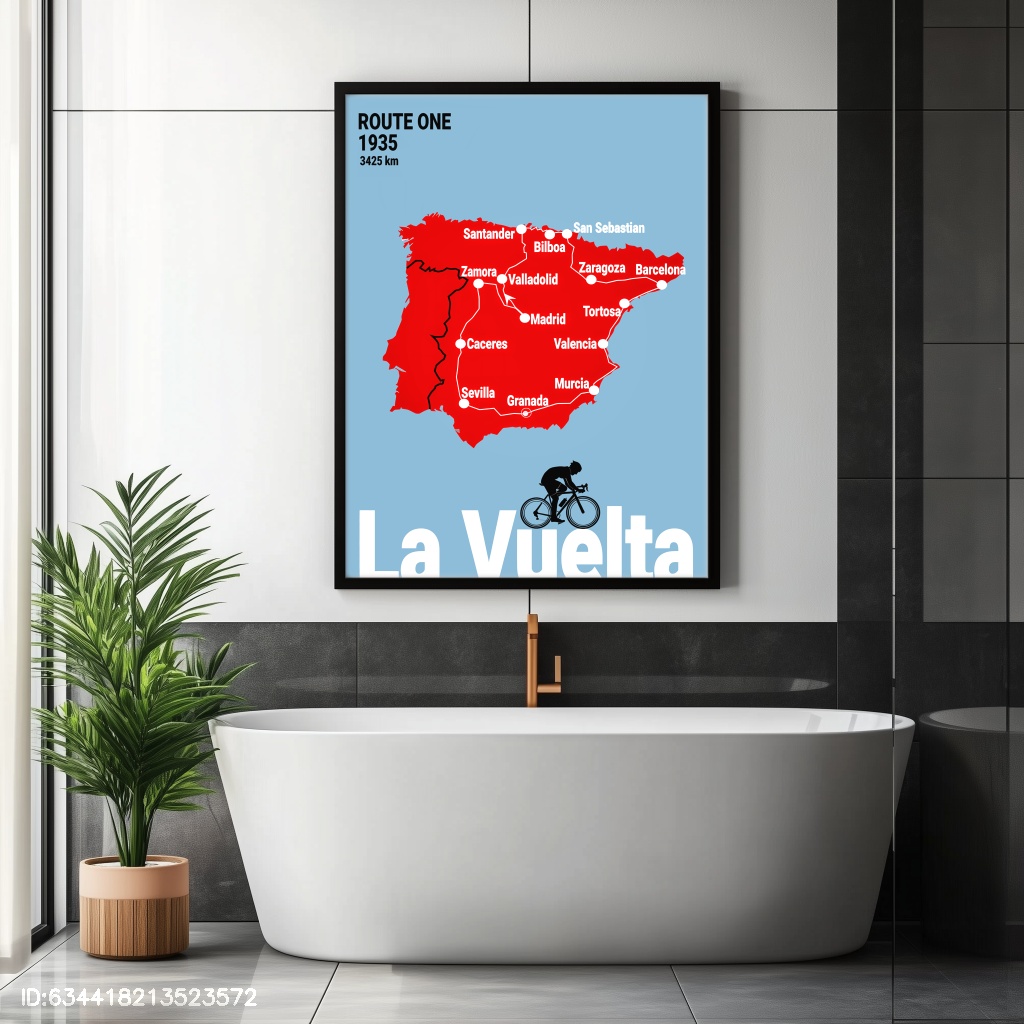 ROUTE ONE
1935
3425 km
Santander
San Sebastian
Bilboa
Zamora
Valladolid
Zaragoza
Barcelona
Madrid
Tortosa
Caceres
Valencia
Murcia
Sevilla
Granada
La Vuelta
ID:634418213523572